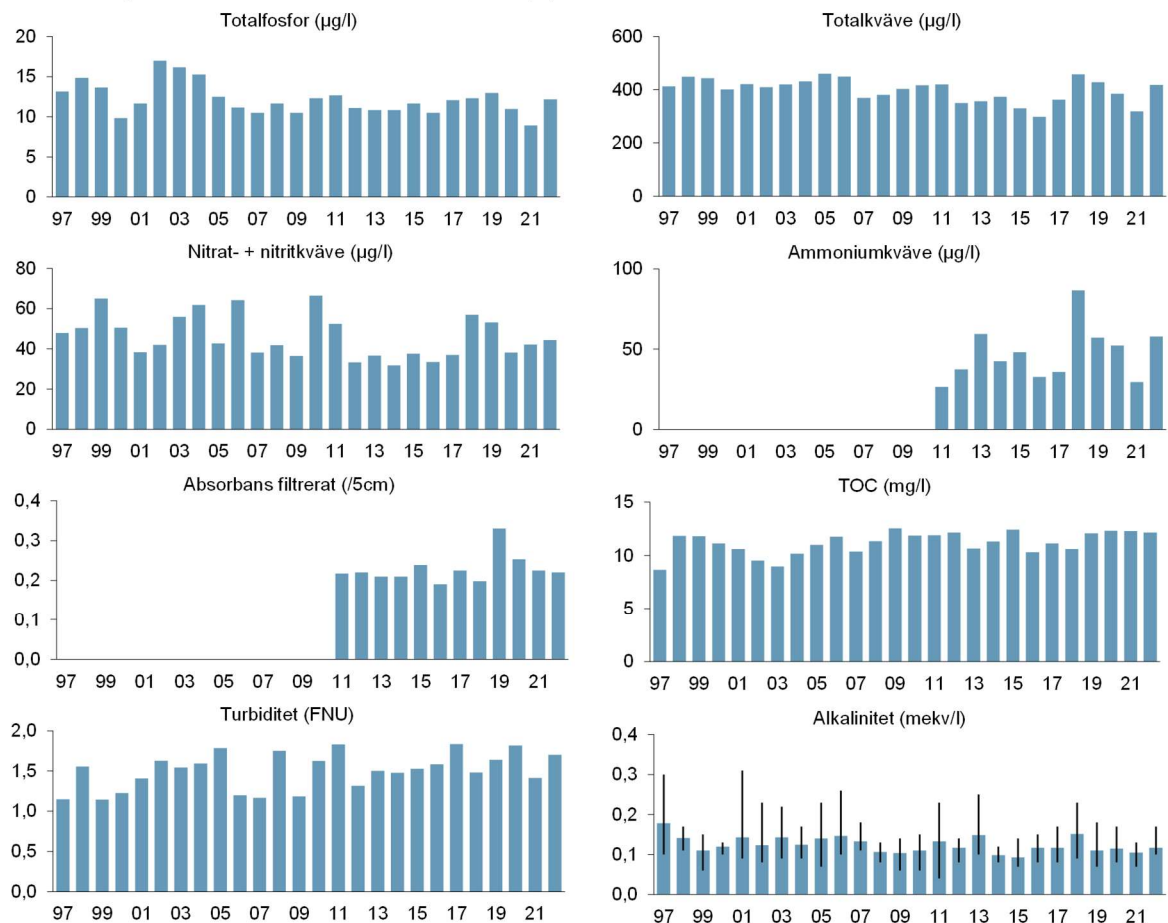 Totalfosfor (µg/l)
20
15
10
5
0
97 99 01 03 05 07 09 11 13 15 17 19 21
Totalkväve (µg/l)
600
400
200
0
97 99 01 03 05 07 09 11 13 15 17 19 21
Nitrat- + nitritkväve (µg/l)
80
60
40
20
0
97 99 01 03 05 07 09 11 13 15 17 19 21
Ammoniumkväve (µg/l)
100
50
0
97 99 01 03 05 07 09 11 13 15 17 19 21
Absorbans filtrerat (/5cm)
0,4
0,3
0,2
0,1
0,0
97 99 01 03 05 07 09 11 13 15 17 19 21
TOC (mg/l)
15
10
5
0
97 99 01 03 05 07 09 11 13 15 17 19 21
Turbiditet (FNU)
2,0
1,5
1,0
0,5
0,0
97 99 01 03 05 07 09 11 13 15 17 19 21
Alkalinitet (mekv/l)
0,4
0,3
0,2
0,1
0,0
97 99 01 03 05 07 09 11 13 15 17 19 21